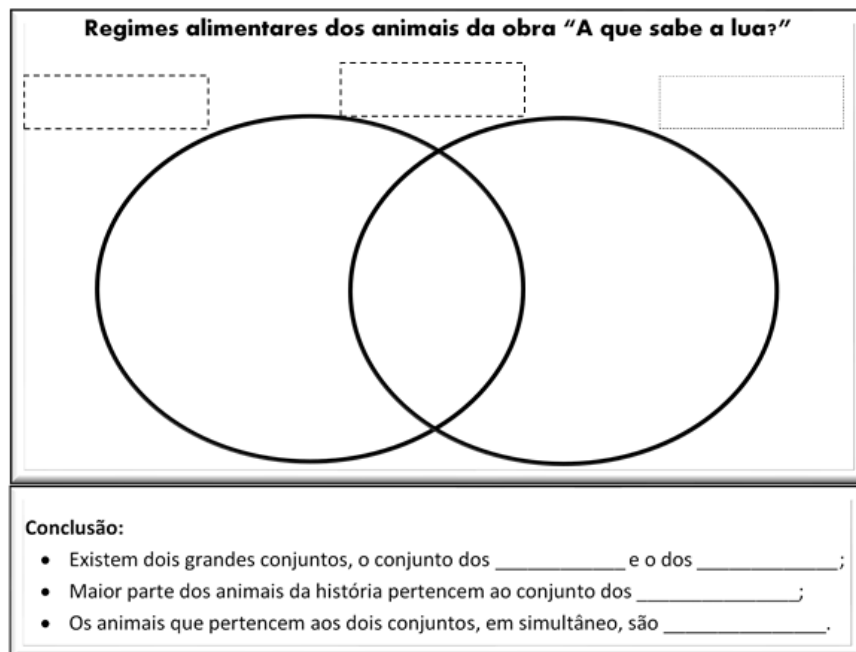 Regimes alimentares dos animais da obra “A que sabe a lua?”
Conclusão:
• Existem dois grandes conjuntos, o conjunto dos ____________ e o dos _____________;
• Maior parte dos animais da história pertencem ao conjunto dos _______________;
• Os animais que pertencem aos dois conjuntos, em simultâneo, são _______________.